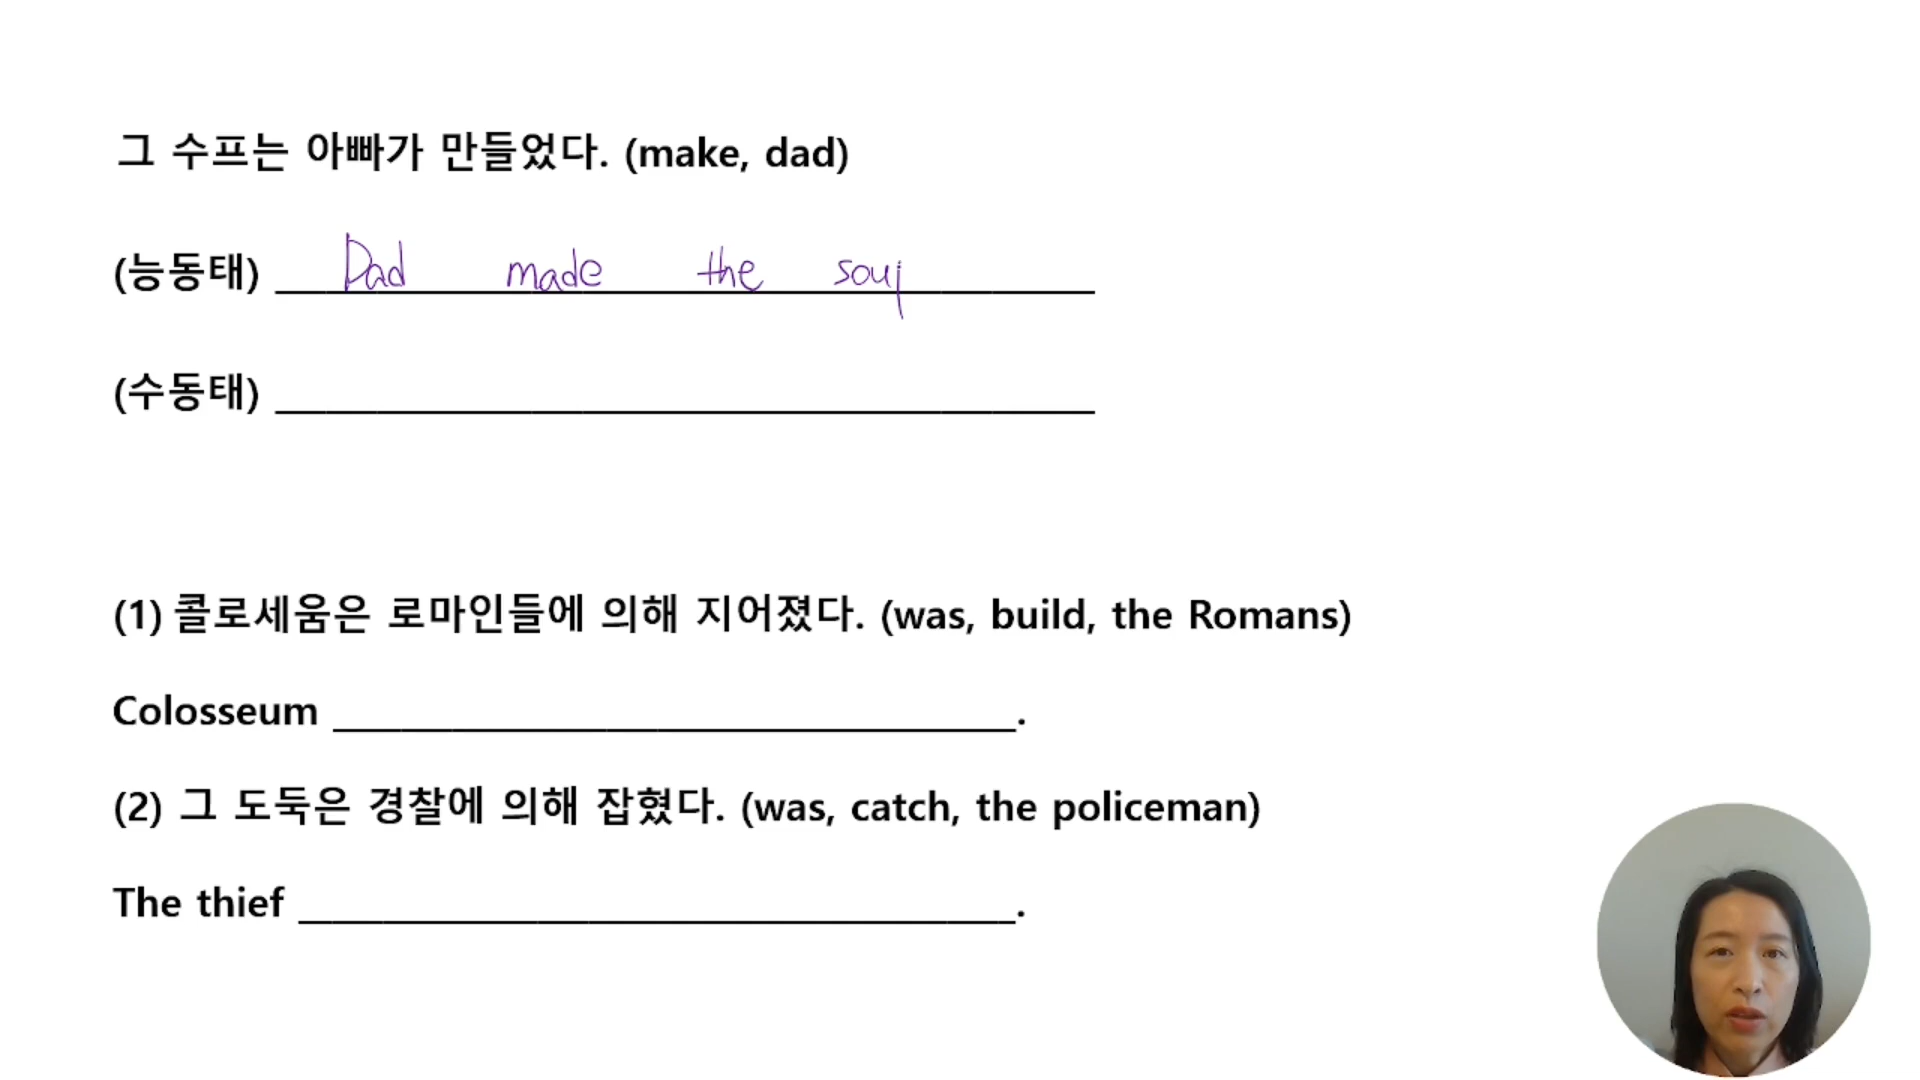 그 수프는 아빠가 만들었다. (make, dad)
(능동태) Dad made the soup
(수동태)
(1) 콜로세움은 로마인들에 의해 지어졌다. (was, build, the Romans)
Colosseum .
(2) 그 도둑은 경찰에 의해 잡혔다. (was, catch, the policeman)
The thief .